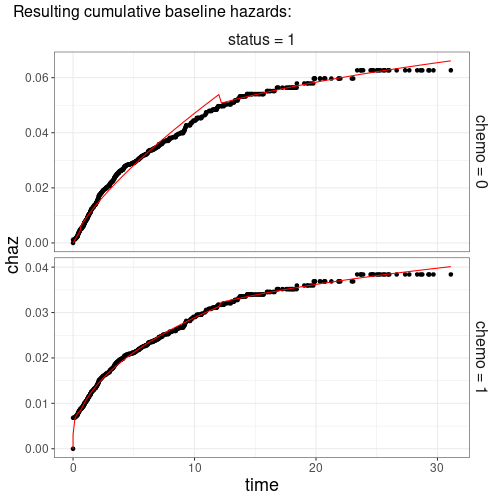 Resulting cumulative baseline hazards:
status = 1
0.06
0.04
0.02
0.00
chemo = 0
chaz
0.04
0.03
0.02
0.01
0.00
chemo = 1
0 10 20 30
time